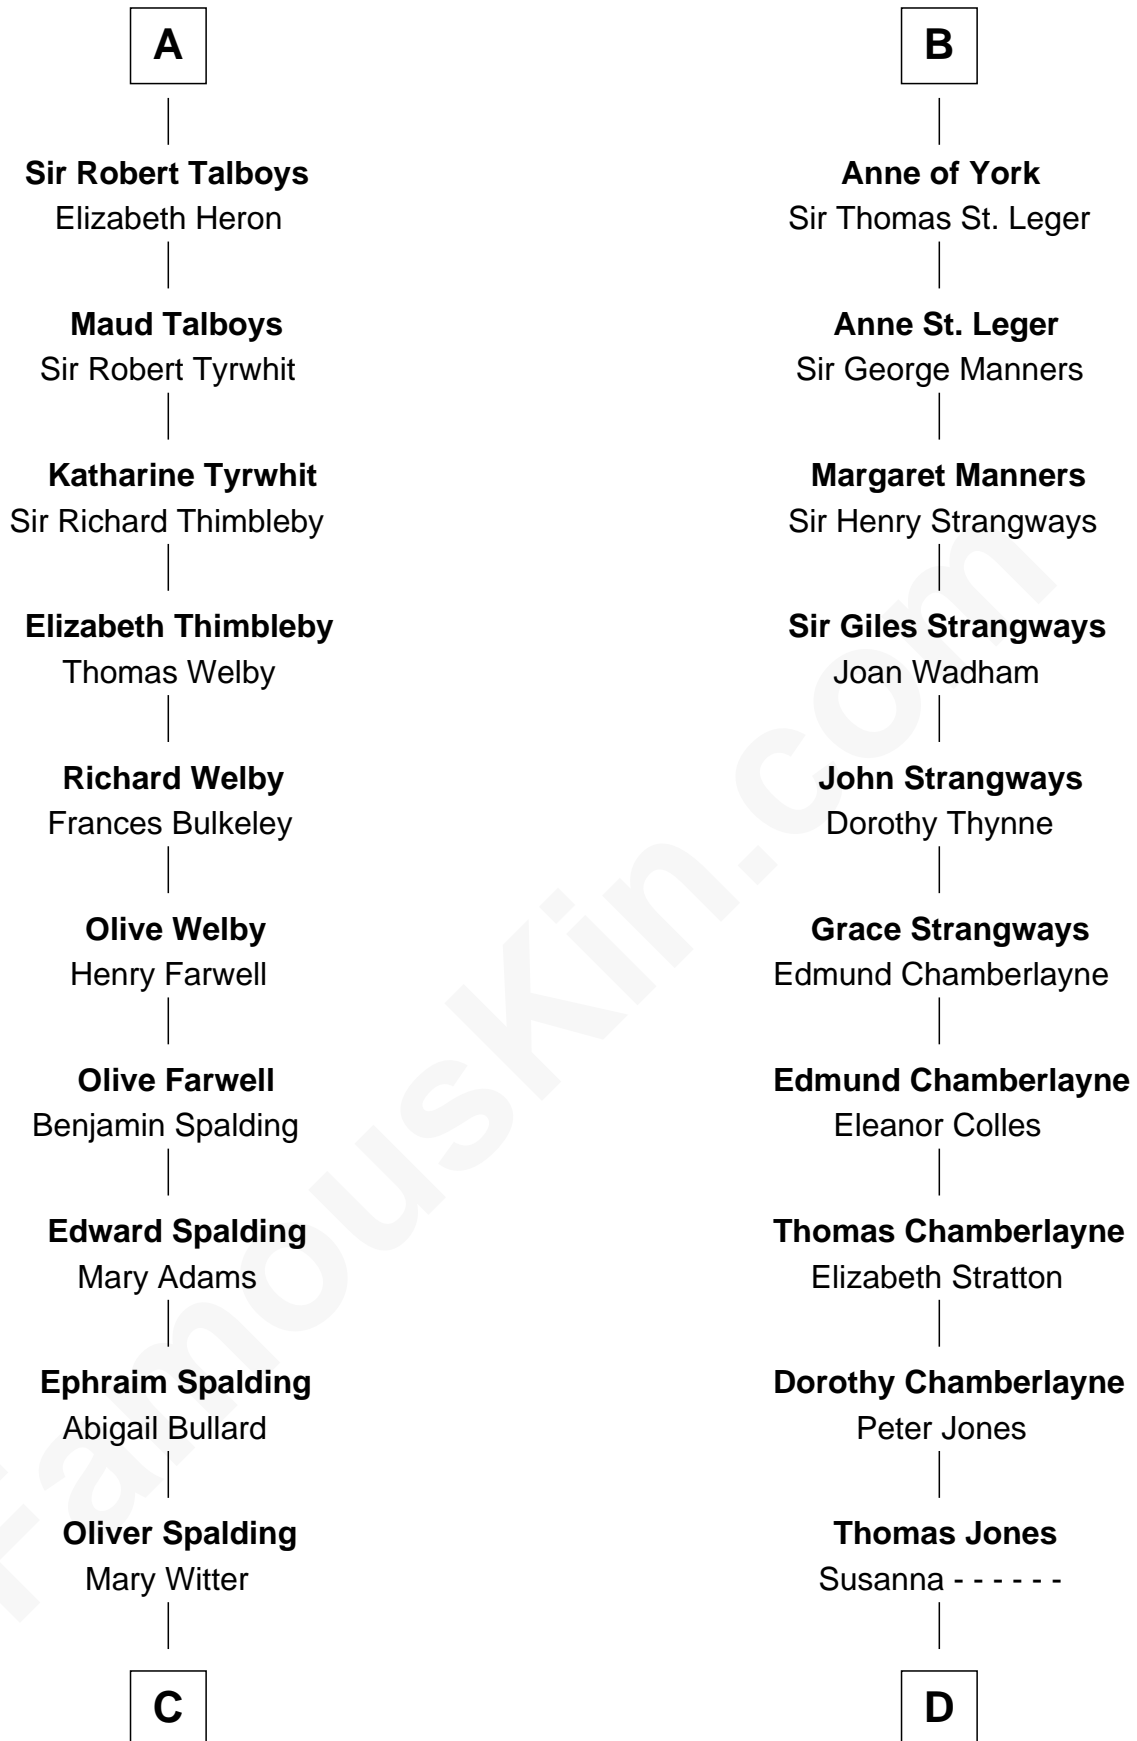 A
Sir Robert Talboys
Elizabeth Heron
Maud Talboys
Sir Robert Tyrwhit
Katharine Tyrwhit
Sir Richard Thimbleby
Elizabeth Thimbleby
Thomas Welby
Richard Welby
Frances Bulkeley
Olive Welby
Henry Farwell
Olive Farwell
Benjamin Spalding
Edward Spalding
Mary Adams
Ephraim Spalding
Abigail Bullard
Oliver Spalding
Mary Witter
C
B
Anne of York
Sir Thomas St. Leger
Anne St. Leger
Sir George Manners
Margaret Manners
Sir Henry Strangways
Sir Giles Strangways
Joan Wadham
John Strangways
Dorothy Thynne
Grace Strangways
Edmund Chamberlayne
Edmund Chamberlayne
Eleanor Colles
Thomas Chamberlayne
Elizabeth Stratton
Dorothy Chamberlayne
Peter Jones
Thomas Jones
Susanna - - - - - -
D
FamousKin.com